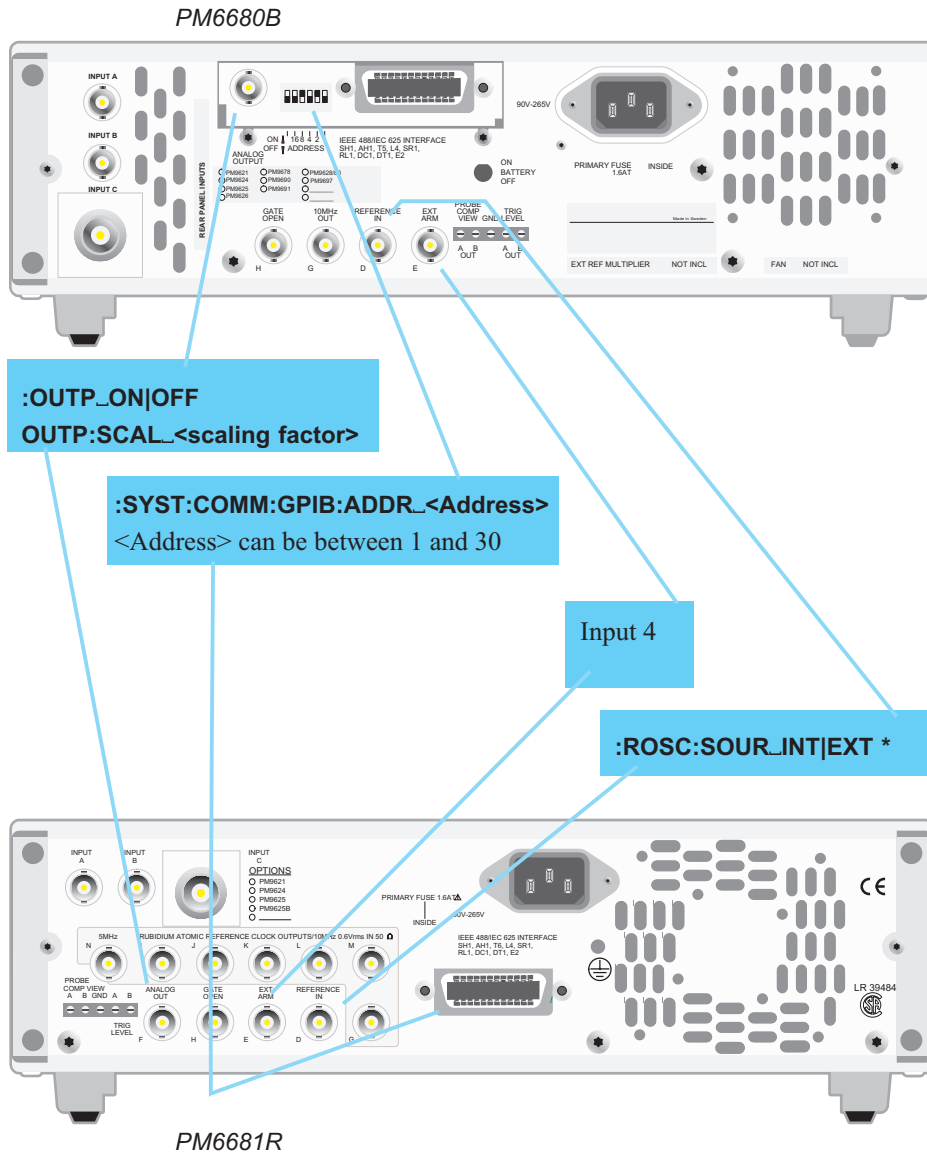 PM6680B
INPUT A
INPUT B
INPUT C
REAR PANEL INPUTS
ON
OFF
16 8 4 2 1
ADDRESS
ANALOG
OUTPUT
IEEE 488/IEC 625 INTERFACE
SH1, AH1, T5, L4, SR1,
RL1, DC1, DT1, E2
PM9621 PM9678
PM9624 PM9690 PM9697
PM9625 PM9691
PM9626
ON
BATTERY
OFF
90V-265V
PRIMARY FUSE INSIDE
1.6AT
Made in Sweden
GATE
OPEN
10MHz
OUT
REFERENCE
IN
EXT
ARM
PROBE
COMP
VIEW GND
TRIG
LEVEL
A B
OUT
A B
OUT
H G D E
EXT REF MULTIPLIER NOT INCL
FAN NOT INCL
:OUTP␣ON|OFF
OUTP:SCAL␣<scaling factor>
:SYST:COMM:GPIB:ADDR␣<Address>
<Address> can be between 1 and 30
Input 4
:ROSC:SOUR␣INT|EXT *
INPUT
A
INPUT
B
INPUT
C
OPTIONS
PM9621
PM9624
PM9625
PM9625B
PRIMARY FUSE 1.6AT
INSIDE
90V-265V
5MHz
RUBIDIUM ATOMIC REFERENCE CLOCK OUTPUTS/10MHz 0.6Vrms IN 50 Ω
N J K L M
IEEE 488/IEC 625 INTERFACE
SH1, AH1, T6, L4, SR1,
RL1, DC1, DT1, E2
PROBE
COMP VIEW
A B GND A B
TRIG
LEVEL
ANALOG
OUT
GATE
OPEN
EXT
ARM
REFERENCE
IN
F H E D G
CE
LR 39484
PM6681R